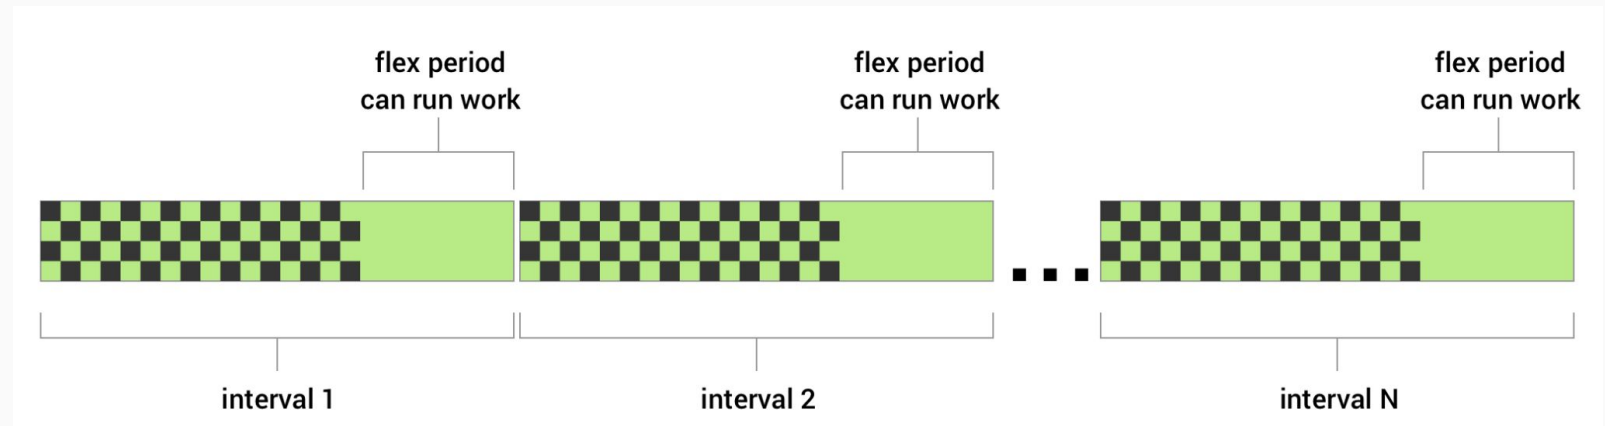 flex period
can run work
flex period
can run work
flex period
can run work
interval 1
interval 2
interval N